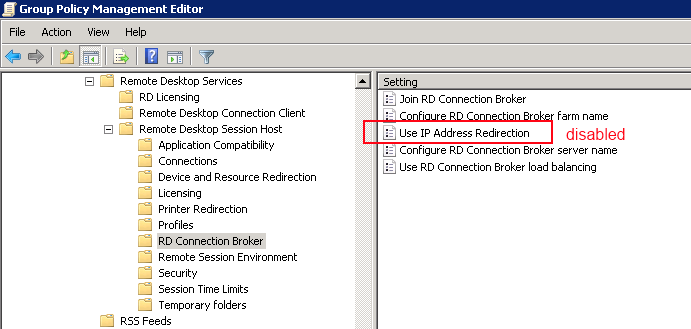 Group Policy Management Editor
File Action View Help
Remote Desktop Services
RD Licensing
Remote Desktop Connection Client
Remote Desktop Session Host
Application Compatibility
Connections
Device and Resource Redirection
Licensing
Printer Redirection
Profiles
RD Connection Broker
Remote Session Environment
Security
Session Time Limits
Temporary folders
RSS Feeds
Setting
Join RD Connection Broker
Configure RD Connection Broker farm name
Use IP Address Redirection disabled
Configure RD Connection Broker server name
Use RD Connection Broker load balancing